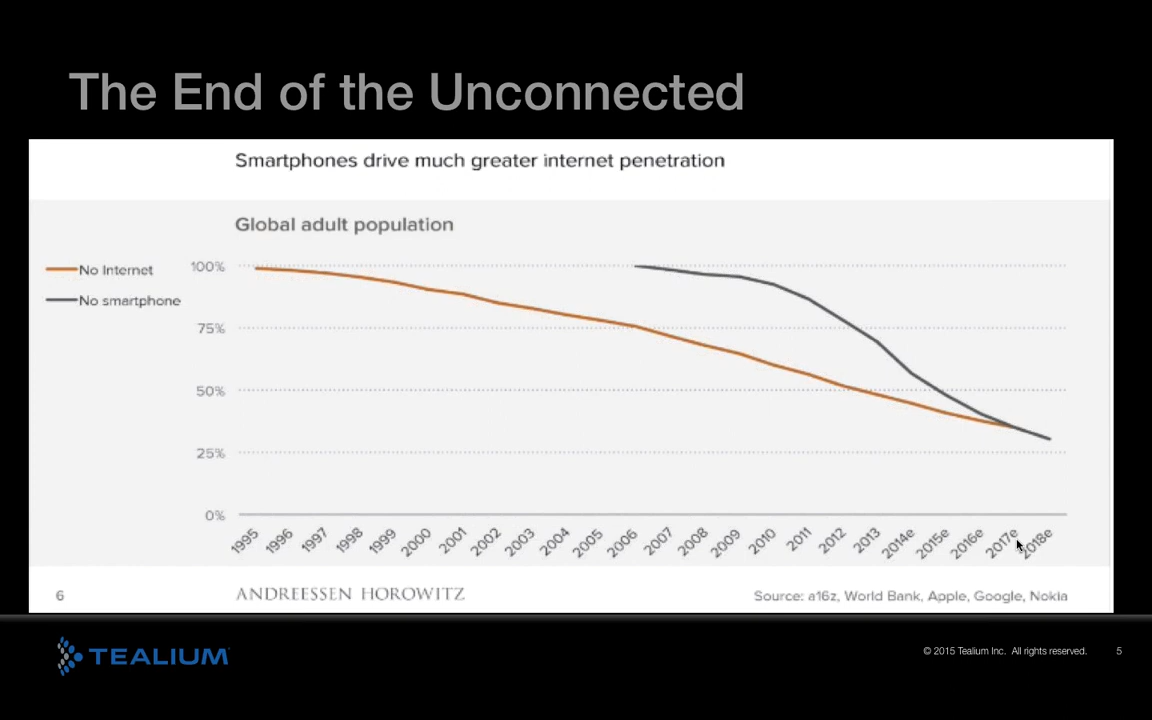 The End of the Unconnected
Smartphones drive much greater internet penetration
Global adult population
No Internet
No smartphone
100%
75%
50%
25%
0%
1995 1996 1997 1998 1999 2000 2001 2002 2003 2004 2005 2006 2007 2008 2009 2010 2011 2012 2013 2014e 2015e 2016e 2017e 2018e
6 ANDREESSEN HOROWITZ Source: a16z, World Bank, Apple, Google, Nokia
TEALIUM © 2015 Tealium Inc. All rights reserved. 5